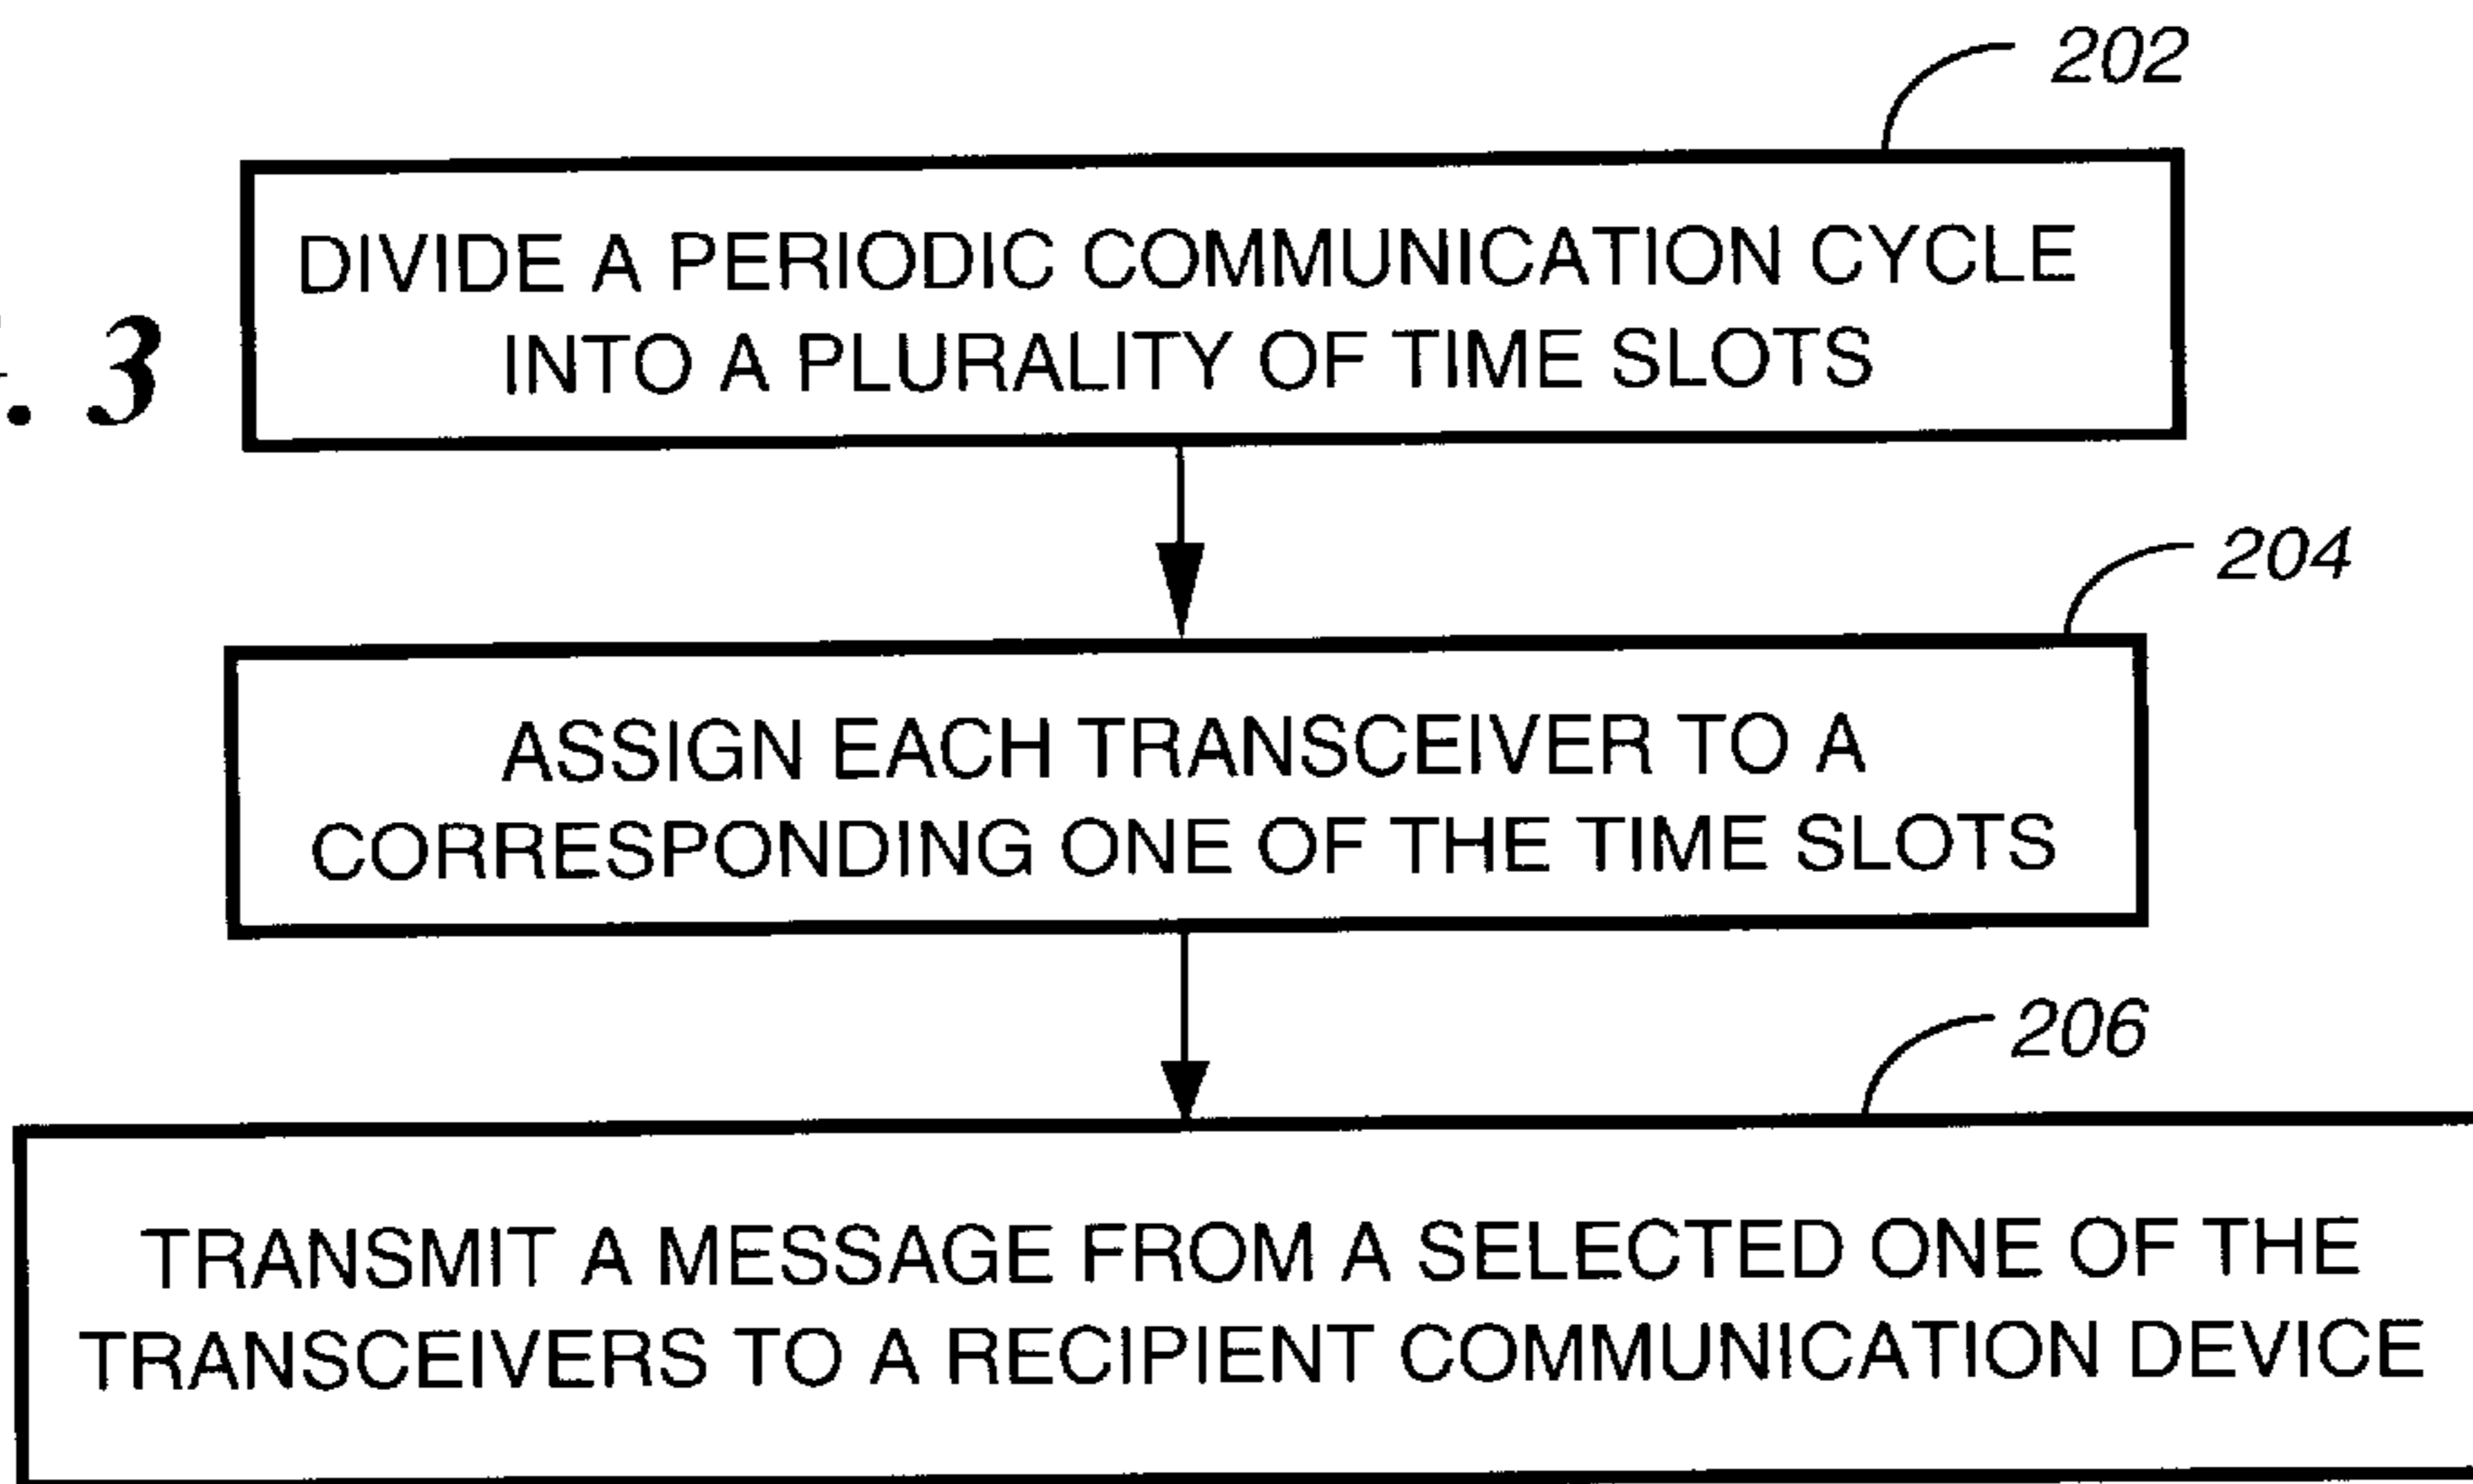 202
DIVIDE A PERIODIC COMMUNICATION CYCLE
INTO A PLURALITY OF TIME SLOTS
. 3
204
ASSIGN EACH TRANSCEIVER TO A
CORRESPONDING ONE OF THE TIME SLOTS
206
TRANSMIT A MESSAGE FROM A SELECTED ONE OF THE
TRANSCEIVERS TO A RECIPIENT COMMUNICATION DEVICE